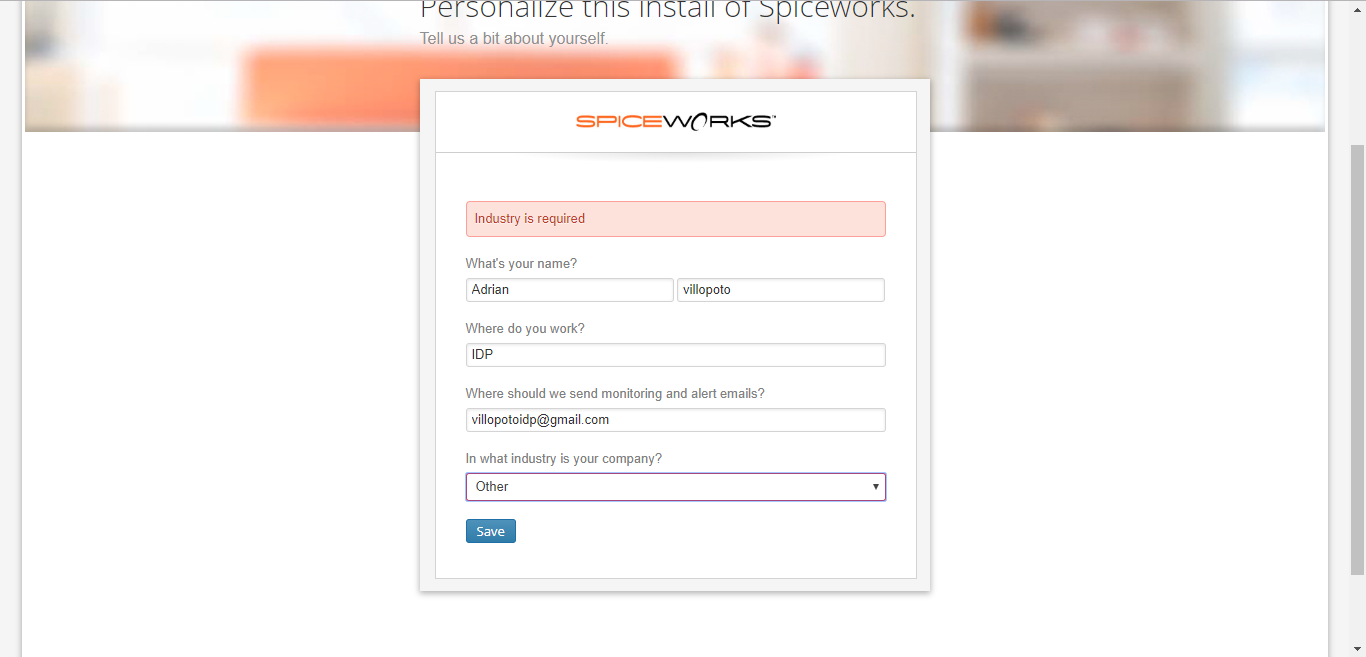 Personalize this install of Spiceworks.
Tell us a bit about yourself.
SPICEWORKS™
Industry is required
What's your name?
Adrian villopoto
Where do you work?
IDP
Where should we send monitoring and alert emails?
villopotoidp@gmail.com
In what industry is your company?
Other
Save